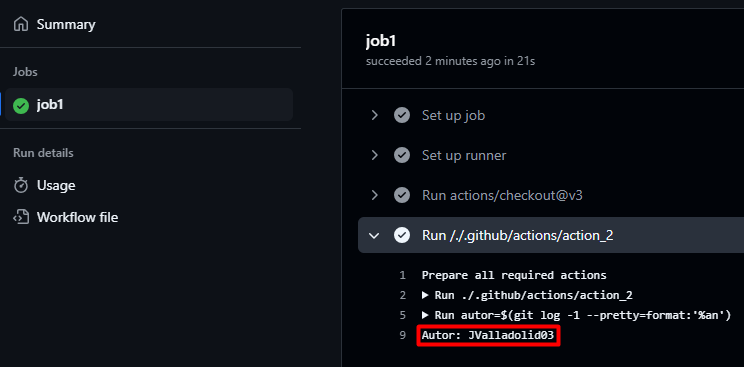 Summary
Jobs
job1
Run details
Usage
Workflow file
job1
succeeded 2 minutes ago in 21s
Set up job
Set up runner
Run actions/checkout@v3
Run /./.github/actions/action_2
1 Prepare all required actions
2 ▶ Run ./.github/actions/action_2
5 ▶ Run autor=$(git log -1 --pretty=format:'%an')
9 Autor: JValladolid03